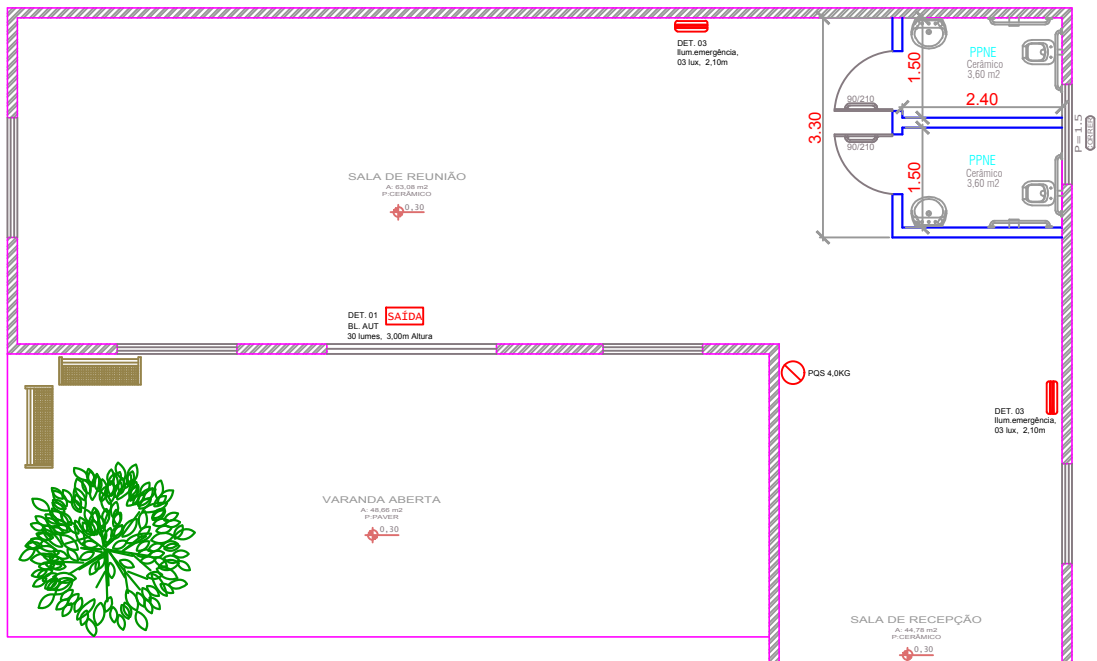 DET. 03
Ilum.emergência,
03 lux, 2,10m
PPNE
Cerâmico
3,60 m2
1.50
2.40
90/210
3.30
P= 1.5
CORRER
90/210
PPNE
Cerâmico
3,60 m2
1.50
SALA DE REUNIÃO
A: 63,08 m2
P:CERÂMICO
0,30
DET. 01
BL. AUT
30 lumes, 3,00m Altura
SAÍDA
PQS 4,0KG
DET. 03
Ilum.emergência,
03 lux, 2,10m
VARANDA ABERTA
A: 48,66 m2
P:PAVER
0,30
SALA DE RECEPÇÃO
A: 44,78 m2
P:CERÂMICO
0,30